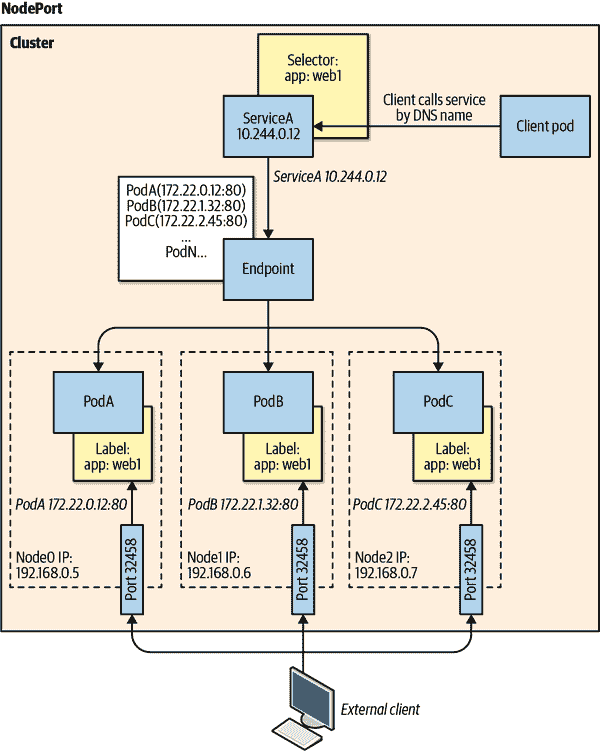 NodePort
Cluster
Selector:
app: web1
ServiceA
10.244.0.12
Client calls service
by DNS name
Client pod
ServiceA 10.244.0.12
PodA(172.22.0.12:80)
PodB(172.22.1.32:80)
PodC(172.22.2.45:80)
...
PodN...
Endpoint
PodA
PodB
PodC
Label:
app: web1
Label:
app: web1
Label:
app: web1
PodA 172.22.0.12:80
PodB 172.22.1.32:80
PodC 172.22.2.45:80
Node0 IP:
192.168.0.5
Port 32458
Node1 IP:
192.168.0.6
Port 32458
Node2 IP:
192.168.0.7
Port 32458
External client